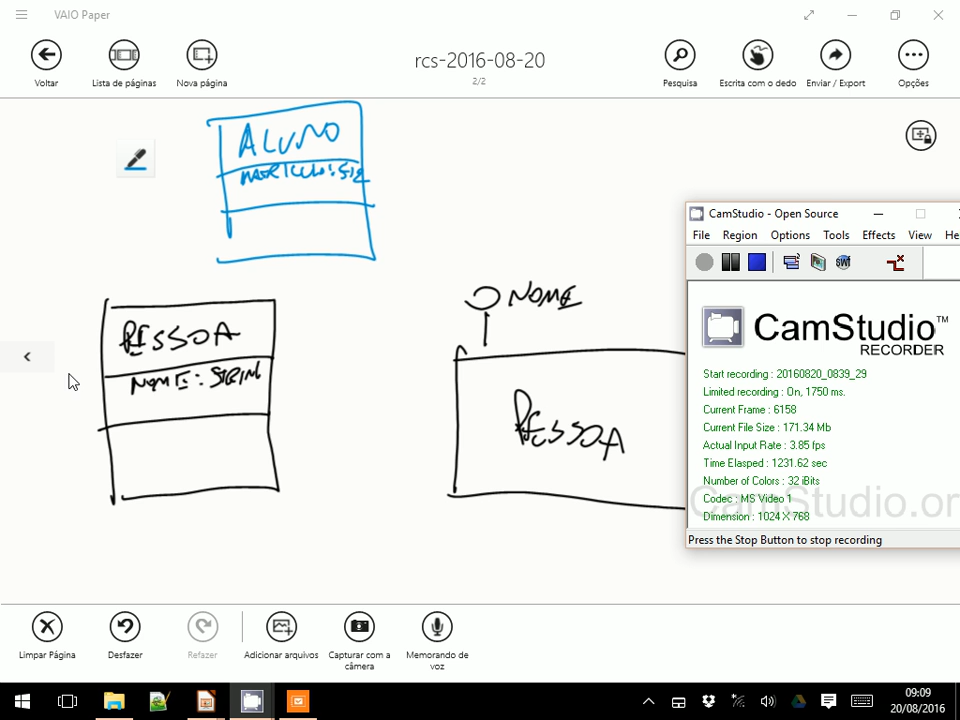 VAIO Paper
rcs-2016-08-20
2/2
Voltar
Lista de páginas
Nova página
Pesquisa
Escrita com o dedo
Enviar / Export
Opções
ALUNO
NOME
PESSOA
NOME: STRING
PESSOA
CamStudio - Open Source
File Region Options Tools Effects View He
CamStudio™
RECORDER
Start recording : 20160820_0839_29
Limited recording : On, 1750 ms.
Current Frame : 6158
Current File Size : 171.34 Mb
Actual Input Rate : 3.85 fps
Time Elasped : 1231.62 sec
Number of Colors : 32 iBits
Codec : MS Video 1
Dimension : 1024 X 768
CamStudio.or
Press the Stop Button to stop recording
Limpar Página
Desfazer
Refazer
Adicionar arquivos
Capturar com a
câmera
Memorando de
voz
09:09
20/08/2016